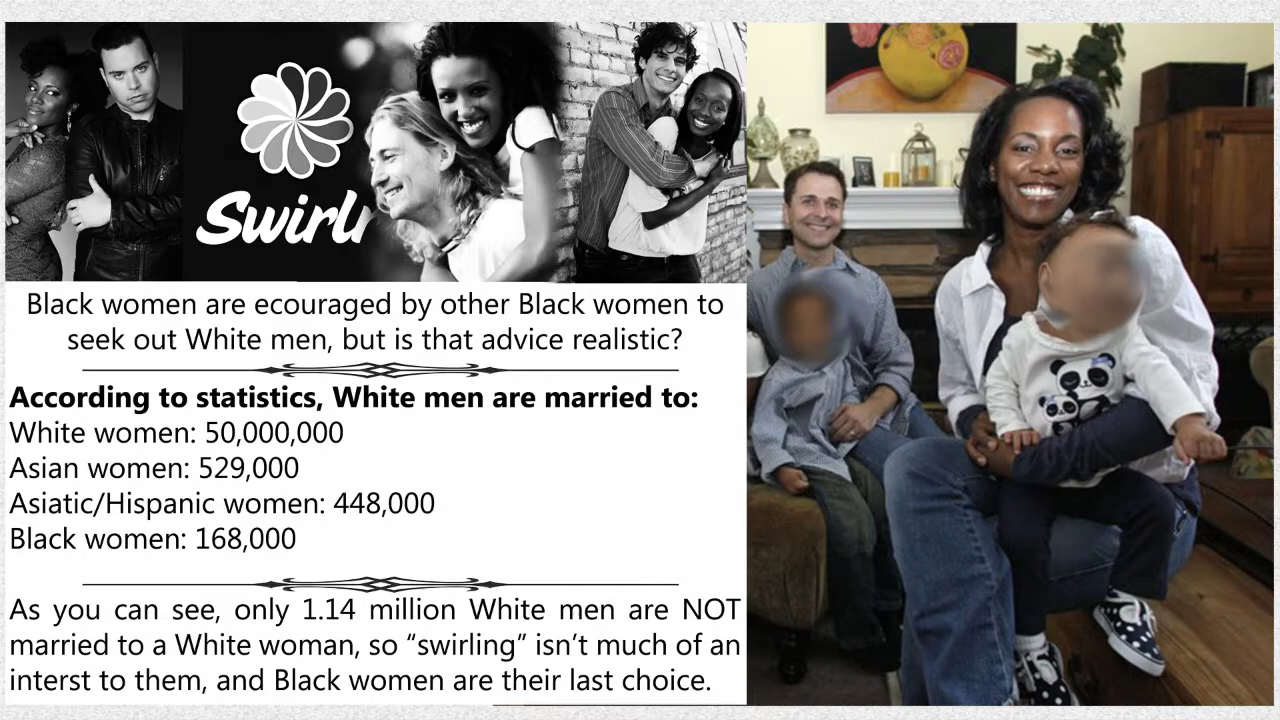 Swirlr
Black women are ecouraged by other Black women to
seek out White men, but is that advice realistic?
According to statistics, White men are married to:
White women: 50,000,000
Asian women: 529,000
Asiatic/Hispanic women: 448,000
Black women: 168,000
As you can see, only 1.14 million White men are NOT
married to a White woman, so “swirling” isn’t much of an
interst to them, and Black women are their last choice.